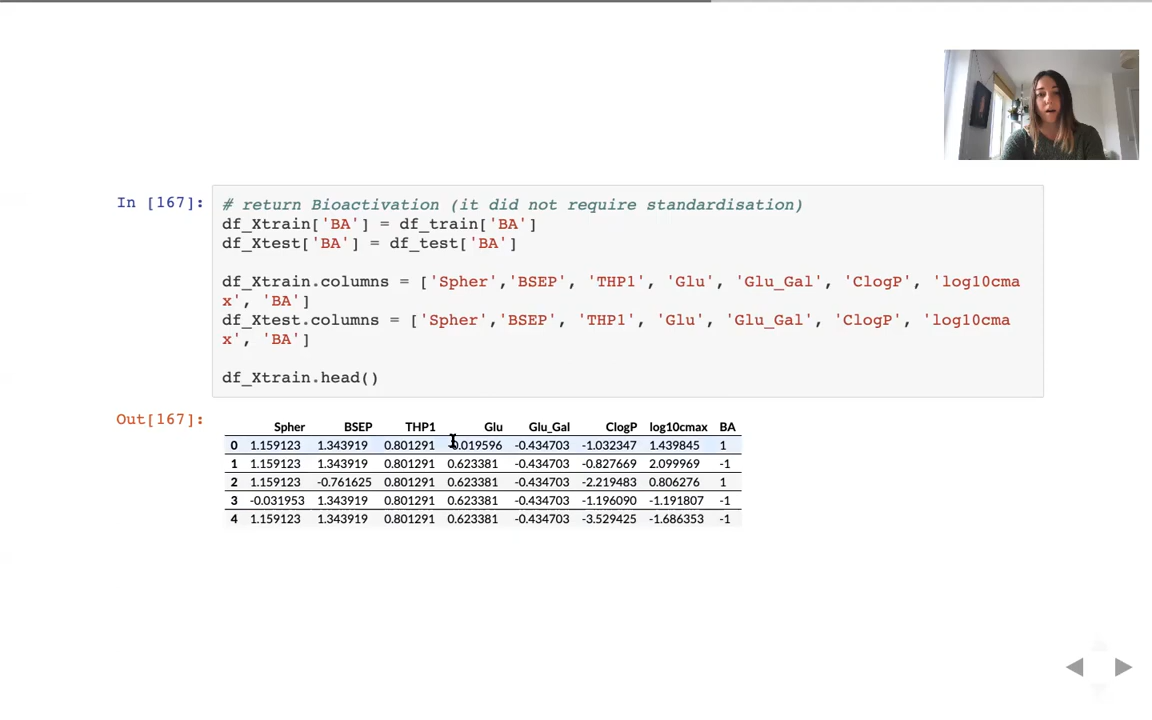 In [167]:
# return Bioactivation (it did not require standardisation)
df_Xtrain['BA'] = df_train['BA']
df_Xtest['BA'] = df_test['BA']
df_Xtrain.columns = ['Spher','BSEP', 'THP1', 'Glu', 'Glu_Gal', 'ClogP', 'log10cma
x', 'BA']
df_Xtest.columns = ['Spher','BSEP', 'THP1', 'Glu', 'Glu_Gal', 'ClogP', 'log10cma
x', 'BA']
df_Xtrain.head()
Out[167]:
Spher BSEP THP1 Glu Glu_Gal ClogP log10cmax BA
0 1.159123 1.343919 0.801291 -0.434703 -1.032347 1.439845 1
1 1.159123 1.343919 0.801291 0.623381 -0.434703 -0.827669 2.099969 -1
2 1.159123 -0.761625 0.801291 0.623381 -0.434703 -2.219483 0.806276 1
3 -0.031953 1.343919 0.801291 0.623381 -0.434703 -1.196090 -1.191807 -1
4 1.159123 1.343919 0.801291 0.623381 -0.434703 -3.529425 -1.686353 -1